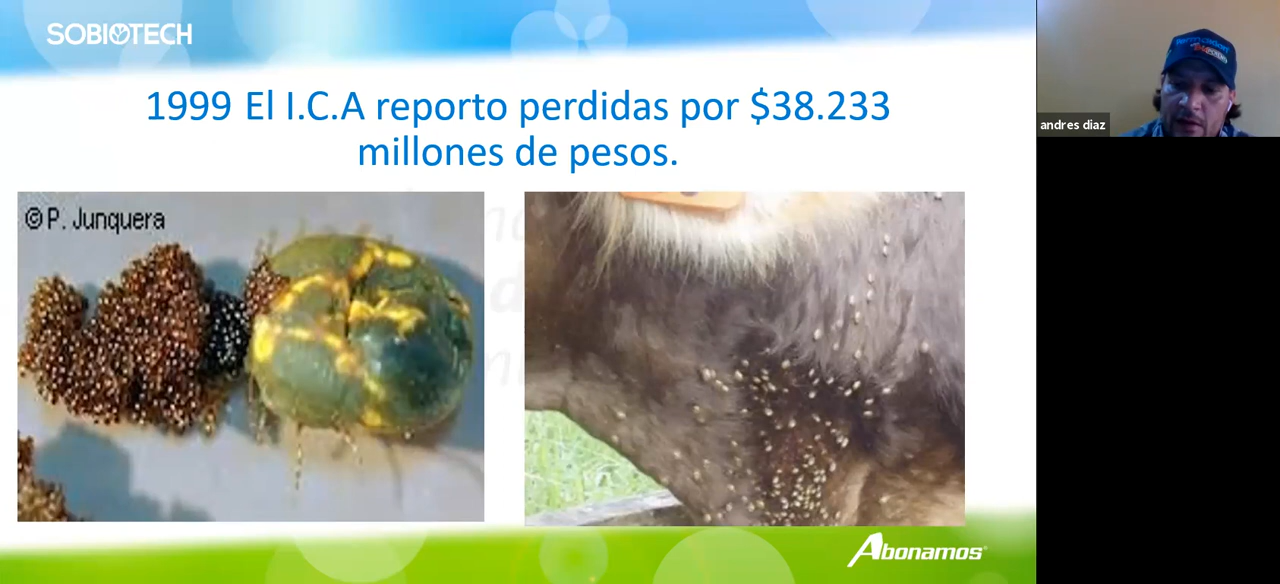 SOBIOTECH
1999 El I.C.A reporto perdidas por $38.233
millones de pesos.
© P. Junquera
Abonamos
andres diaz